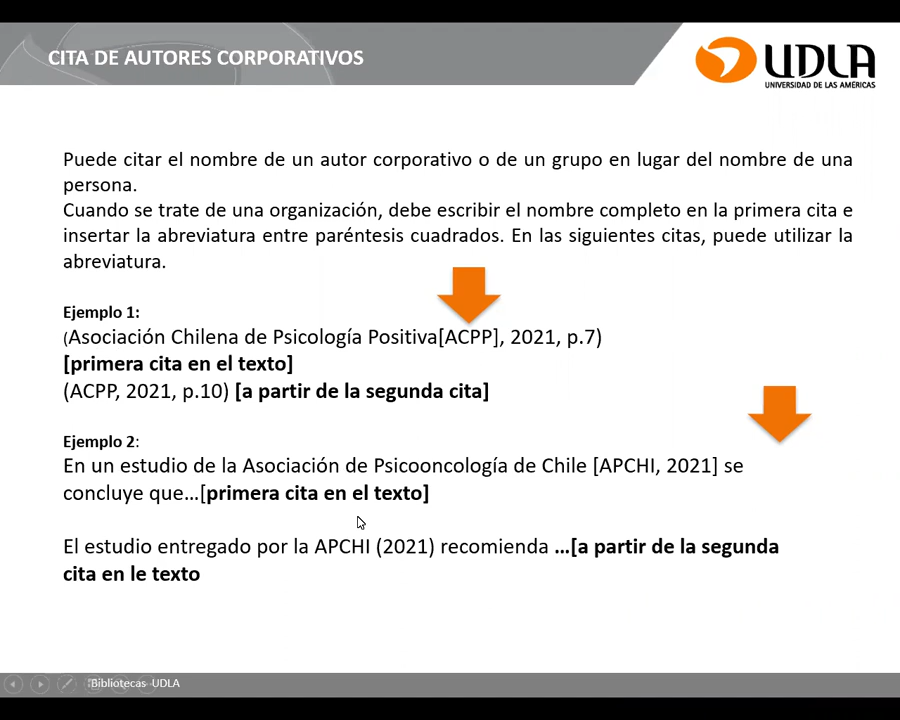 CITA DE AUTORES CORPORATIVOS
UDLA
UNIVERSIDAD DE LAS AMÉRICAS
Puede citar el nombre de un autor corporativo o de un grupo en lugar del nombre de una
persona.
Cuando se trate de una organización, debe escribir el nombre completo en la primera cita e
insertar la abreviatura entre paréntesis cuadrados. En las siguientes citas, puede utilizar la
abreviatura.
Ejemplo 1:
(Asociación Chilena de Psicología Positiva[ACPP], 2021, p.7)
[primera cita en el texto]
(ACPP, 2021, p.10) [a partir de la segunda cita]
Ejemplo 2:
En un estudio de la Asociación de Psicooncología de Chile [APCHI, 2021] se
concluye que…[primera cita en el texto]
El estudio entregado por la APCHI (2021) recomienda …[a partir de la segunda
cita en le texto
Bibliotecas UDLA